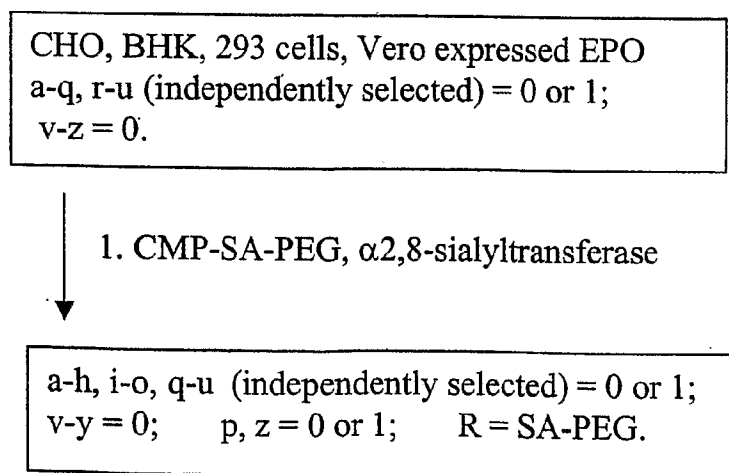 CHO, BHK, 293 cells, Vero expressed EPO
a-q, r-u (independently selected) = 0 or 1;
v-z = 0.
1. CMP-SA-PEG, α2,8-sialyltransferase
a-h, i-o, q-u (independently selected) = 0 or 1;
v-y = 0; p, z = 0 or 1; R = SA-PEG.